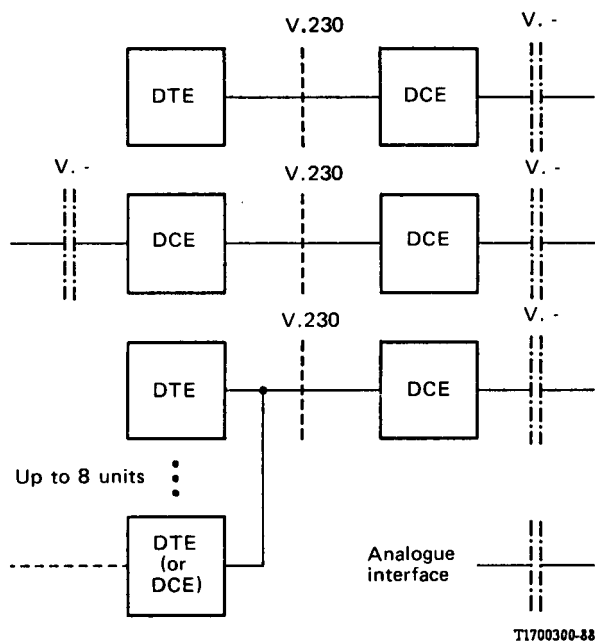 V.230
V. -
DTE
DCE
V. -
V.230
V. -
DCE
DCE
V.230
V. -
DTE
DCE
Up to 8 units
DTE
(or
DCE)
Analogue
interface
T1700300-88